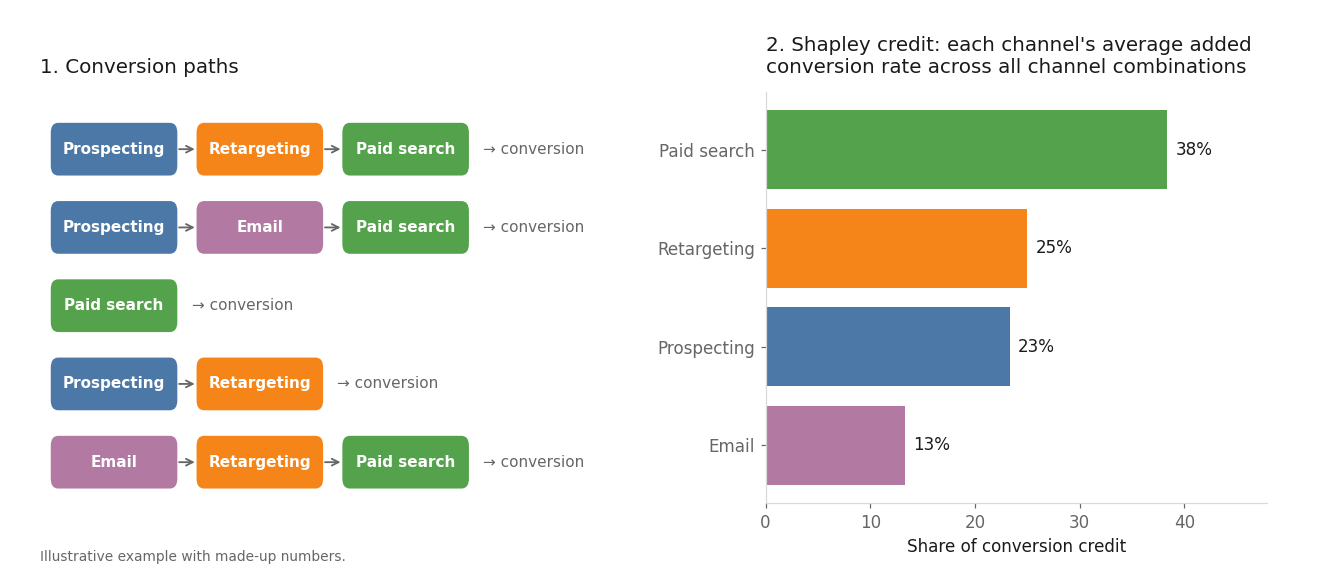 1. Conversion paths
Prospecting → Retargeting → Paid search → conversion
Prospecting → Email → Paid search → conversion
Paid search → conversion
Prospecting → Retargeting → conversion
Email → Retargeting → Paid search → conversion
Illustrative example with made-up numbers.
2. Shapley credit: each channel's average added
conversion rate across all channel combinations
Paid search 38%
Retargeting 25%
Prospecting 23%
Email 13%
0 10 20 30 40
Share of conversion credit